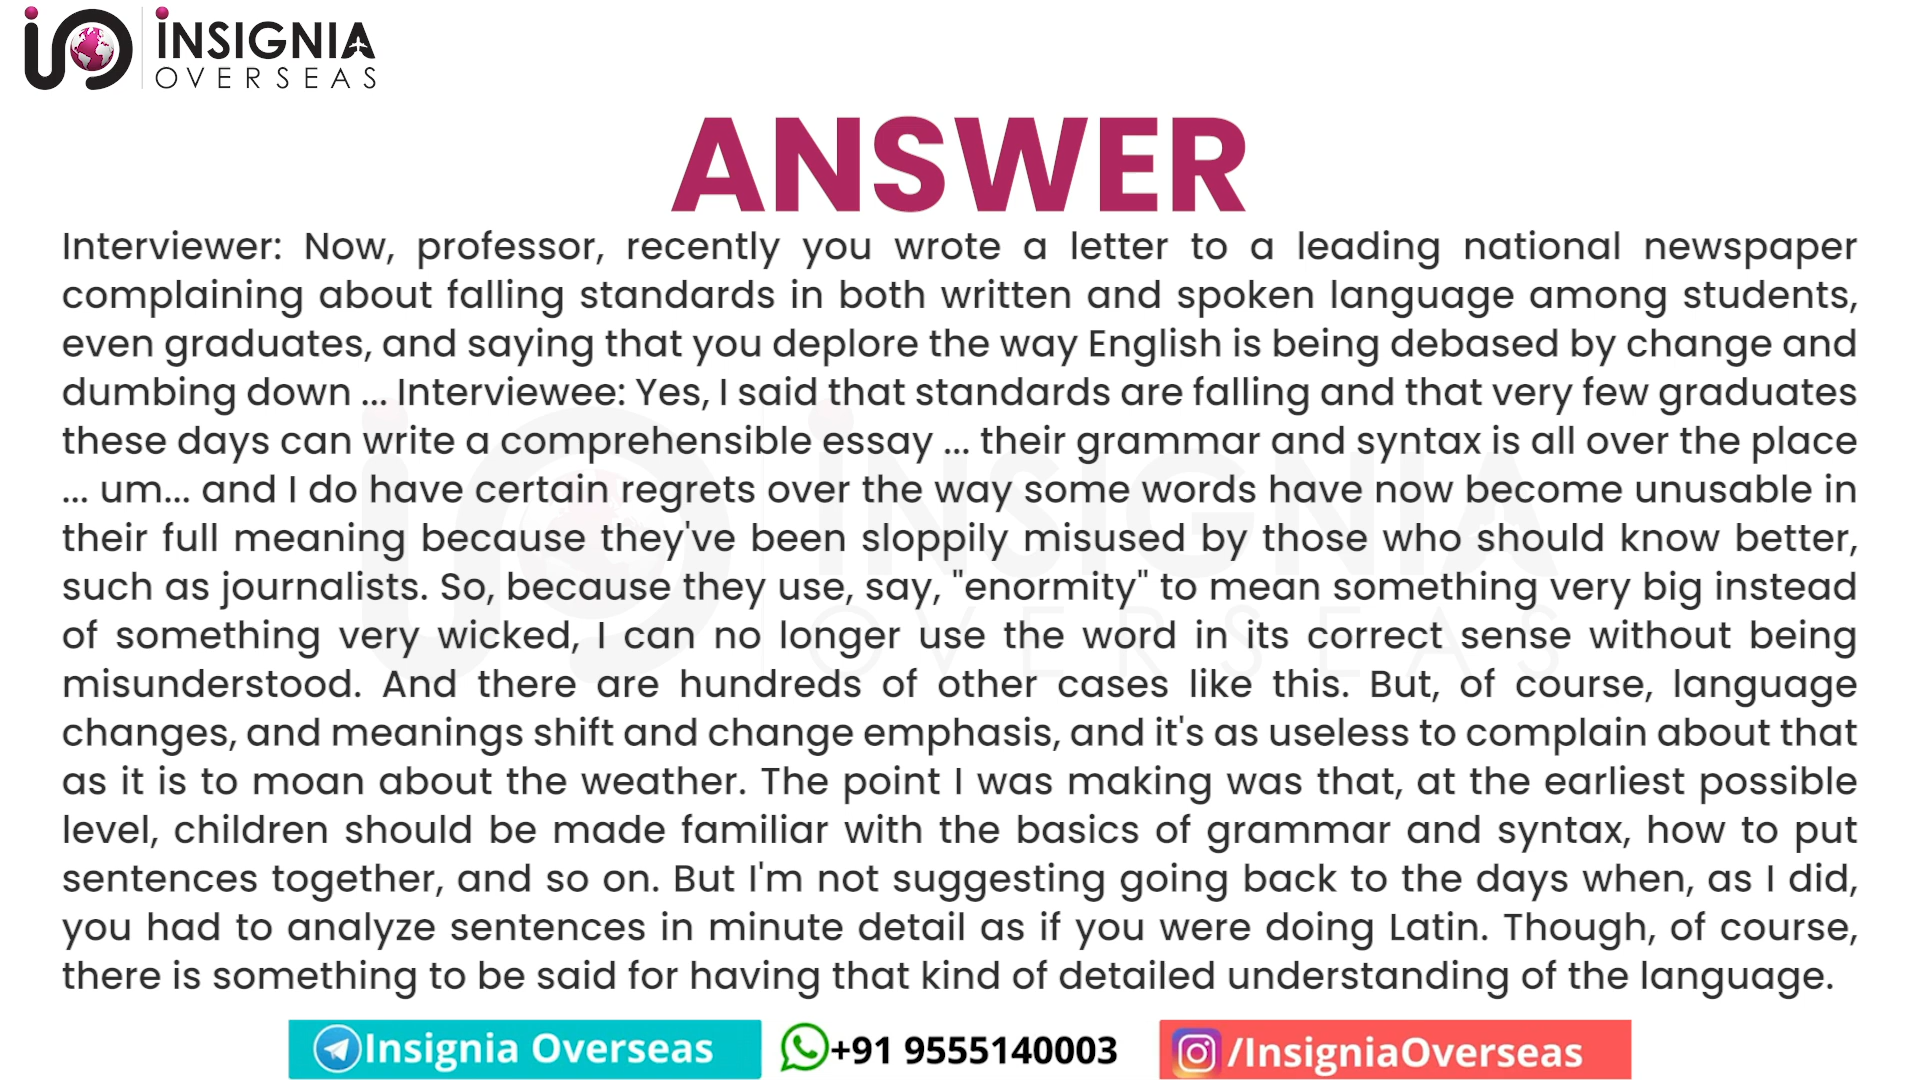 iNSIGNIA
OVERSEAS
ANSWER
Interviewer: Now, professor, recently you wrote a letter to a leading national newspaper
complaining about falling standards in both written and spoken language among students,
even graduates, and saying that you deplore the way English is being debased by change and
dumbing down ... Interviewee: Yes, I said that standards are falling and that very few graduates
these days can write a comprehensible essay ... their grammar and syntax is all over the place
... um... and I do have certain regrets over the way some words have now become unusable in
their full meaning because they've been sloppily misused by those who should know better,
such as journalists. So, because they use, say, "enormity" to mean something very big instead
of something very wicked, I can no longer use the word in its correct sense without being
misunderstood. And there are hundreds of other cases like this. But, of course, language
changes, and meanings shift and change emphasis, and it's as useless to complain about that
as it is to moan about the weather. The point I was making was that, at the earliest possible
level, children should be made familiar with the basics of grammar and syntax, how to put
sentences together, and so on. But I'm not suggesting going back to the days when, as I did,
you had to analyze sentences in minute detail as if you were doing Latin. Though, of course,
there is something to be said for having that kind of detailed understanding of the language.
Insignia Overseas +91 9555140003 /InsigniaOverseas